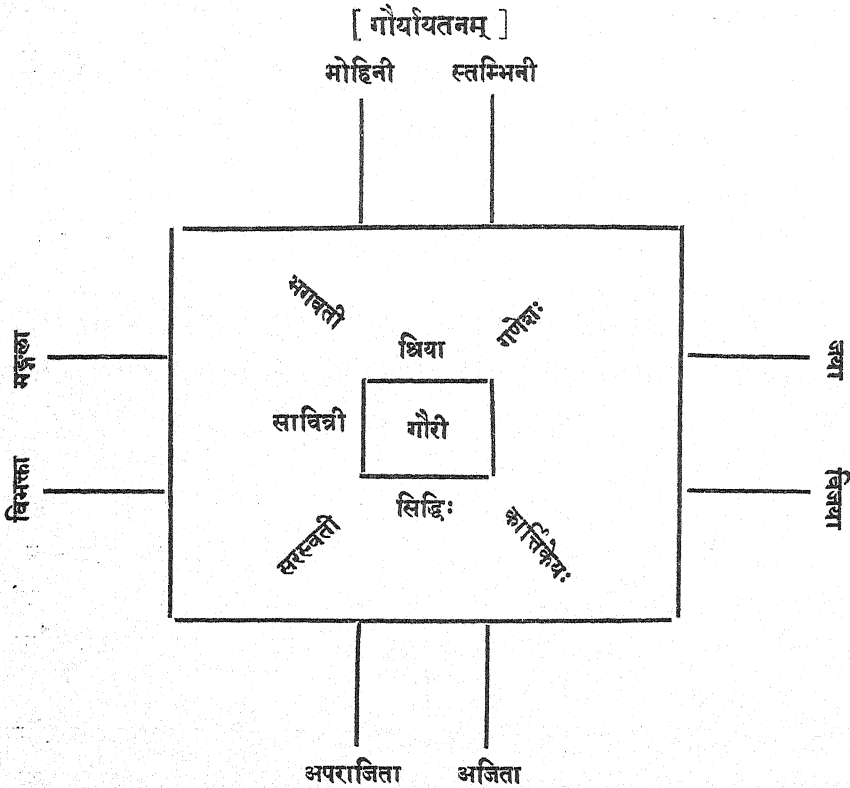 [ गौर्यायतनम् ]
मोहिनी स्तम्भिनी
भगवती गणेशः
श्रिया
मङ्गला जया
सावित्री गौरी
विभक्ता विजया
सिद्धिः
सरस्वती कार्त्तिकेयः
अपराजिता अजिता